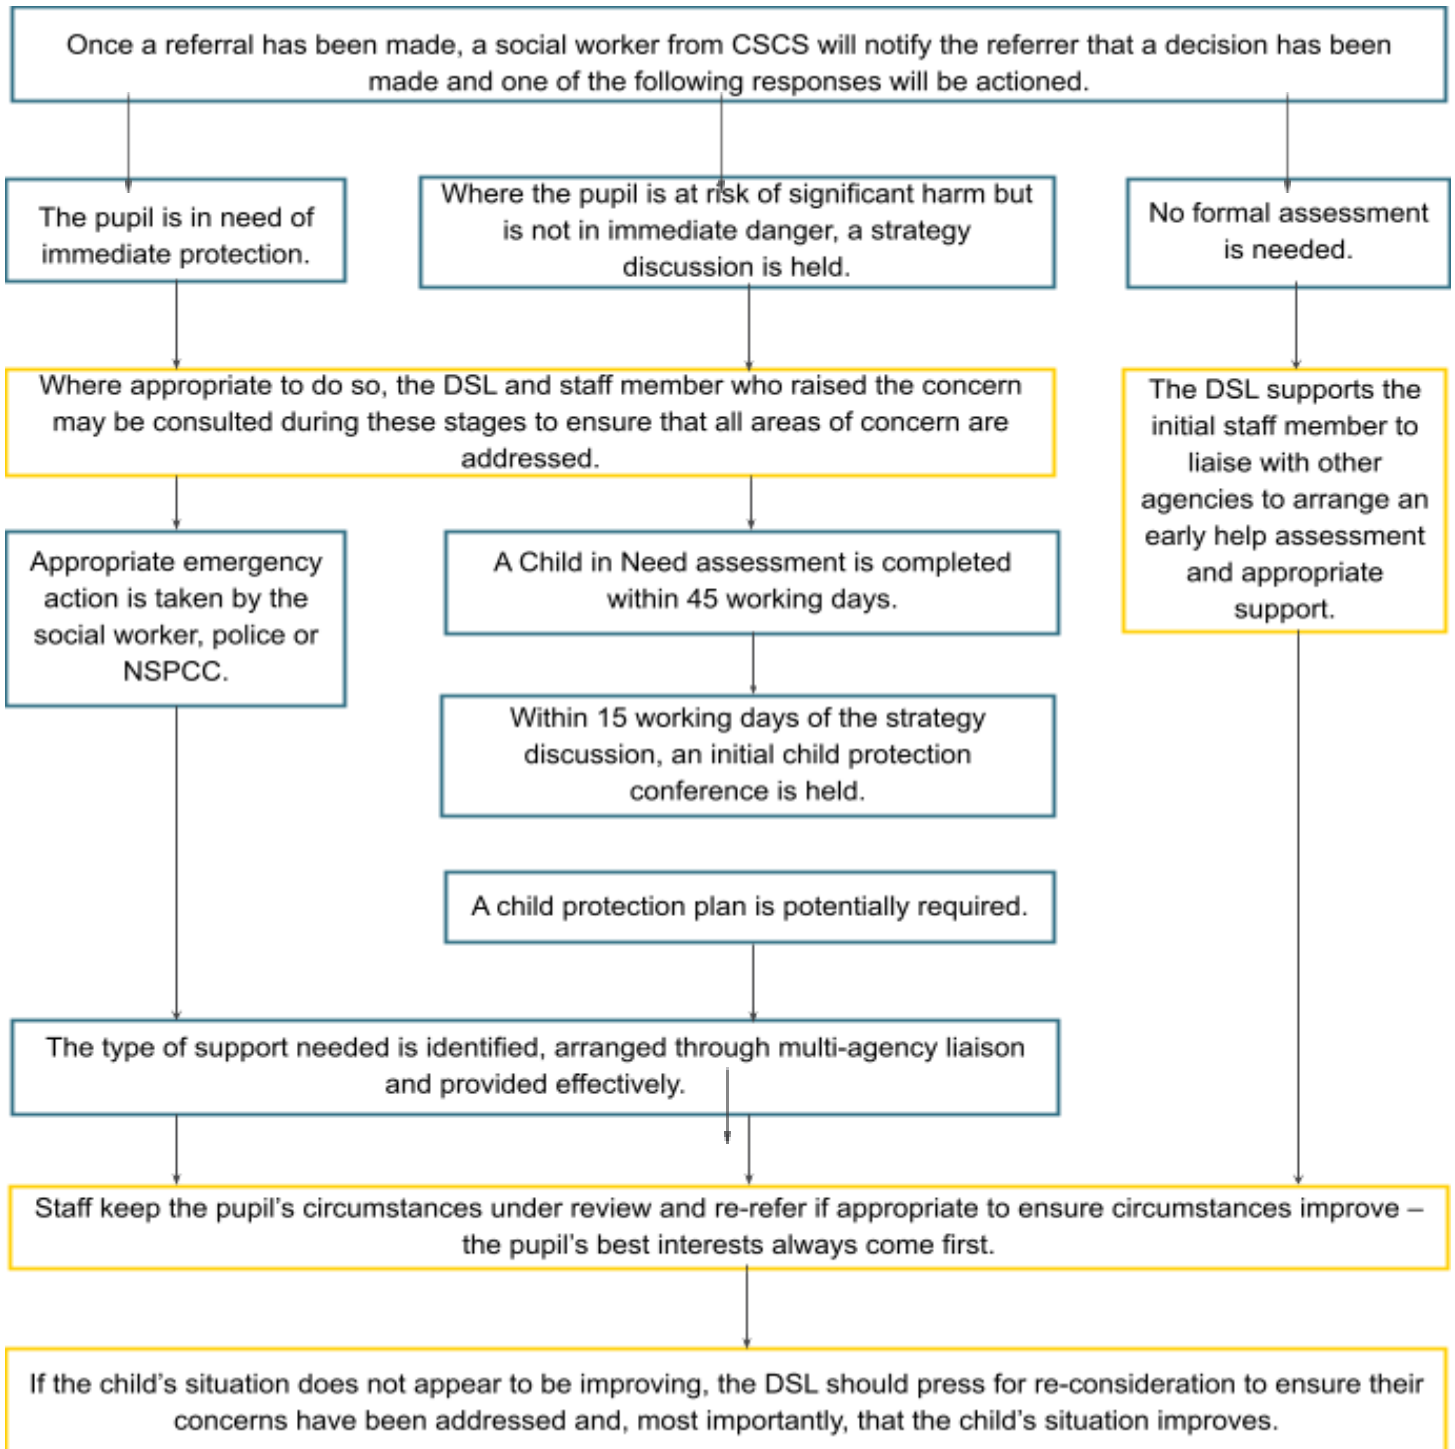 Once a referral has been made, a social worker from CSCS will notify the referrer that a decision has been
made and one of the following responses will be actioned.
The pupil is in need of
immediate protection.
Where the pupil is at risk of significant harm but
is not in immediate danger, a strategy
discussion is held.
No formal assessment
is needed.
Where appropriate to do so, the DSL and staff member who raised the concern
may be consulted during these stages to ensure that all areas of concern are
addressed.
The DSL supports the
initial staff member to
liaise with other
agencies to arrange an
early help assessment
and appropriate
support.
Appropriate emergency
action is taken by the
social worker, police or
NSPCC.
A Child in Need assessment is completed
within 45 working days.
Within 15 working days of the strategy
discussion, an initial child protection
conference is held.
A child protection plan is potentially required.
The type of support needed is identified, arranged through multi-agency liaison
and provided effectively.
Staff keep the pupil’s circumstances under review and re-refer if appropriate to ensure circumstances improve –
the pupil’s best interests always come first.
If the child’s situation does not appear to be improving, the DSL should press for re-consideration to ensure their
concerns have been addressed and, most importantly, that the child’s situation improves.